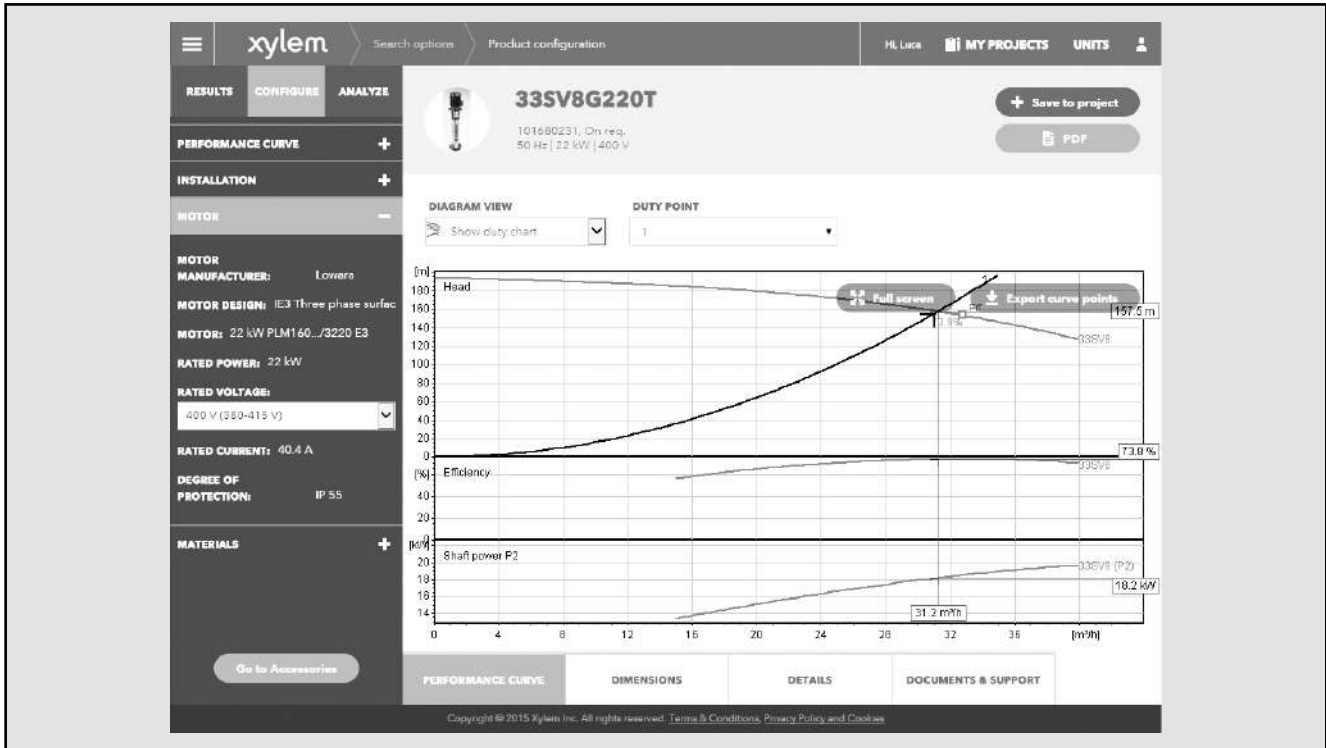 xylem
Search options
Product configuration
Hi, Luca
MY PROJECTS
UNITS
RESULTS
CONFIGURE
ANALYZE
PERFORMANCE CURVE +
INSTALLATION +
MOTOR −
MOTOR
MANUFACTURER: Lowara
MOTOR DESIGN: IE3 Three phase surfac
MOTOR: 22 kW PLM160.../3220 E3
RATED POWER: 22 kW
RATED VOLTAGE:
400 V (380-415 V)
RATED CURRENT: 40.4 A
DEGREE OF
PROTECTION: IP 55
MATERIALS +
Go to Accessories
33SV8G220T
101680231, On req.
50 Hz | 22 kW | 400 V
+ Save to project
PDF
DIAGRAM VIEW
Show duty chart
DUTY POINT
1
[m]
Head
180
160
140
120
100
80
60
40
20
0
1
Full screen
Export curve points
157.5 m
33SV8
73.8 %
[%]
Efficiency
40
20
0
33SV8
[kW]
Shaft power P2
20
18
16
14
33SV8 (P2)
18.2 kW
31.2 m³/h
0 4 8 12 16 20 24 28 32 36 [m³/h]
PERFORMANCE CURVE
DIMENSIONS
DETAILS
DOCUMENTS & SUPPORT
Copyright © 2015 Xylem Inc. All rights reserved. Terms & Conditions, Privacy Policy and Cookies